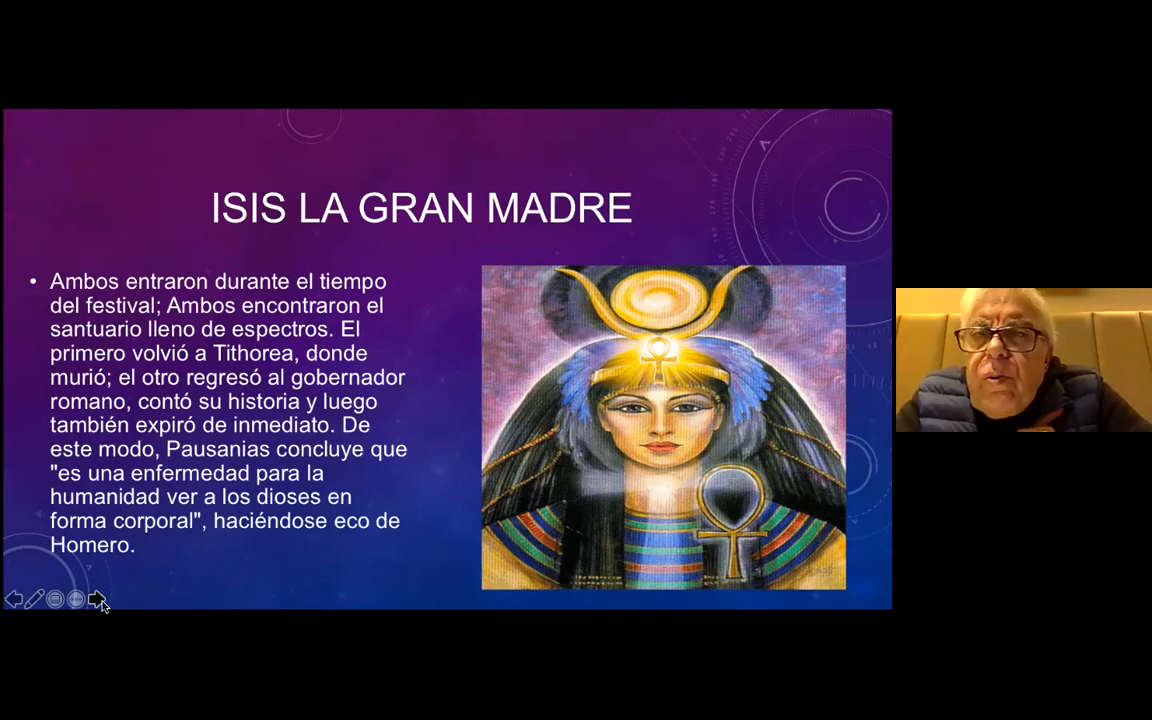 ISIS LA GRAN MADRE
• Ambos entraron durante el tiempo
del festival; Ambos encontraron el
santuario lleno de espectros. El
primero volvió a Tithorea, donde
murió; el otro regresó al gobernador
romano, contó su historia y luego
también expiró de inmediato. De
este modo, Pausanias concluye que
"es una enfermedad para la
humanidad ver a los dioses en
forma corporal", haciéndose eco de
Homero.